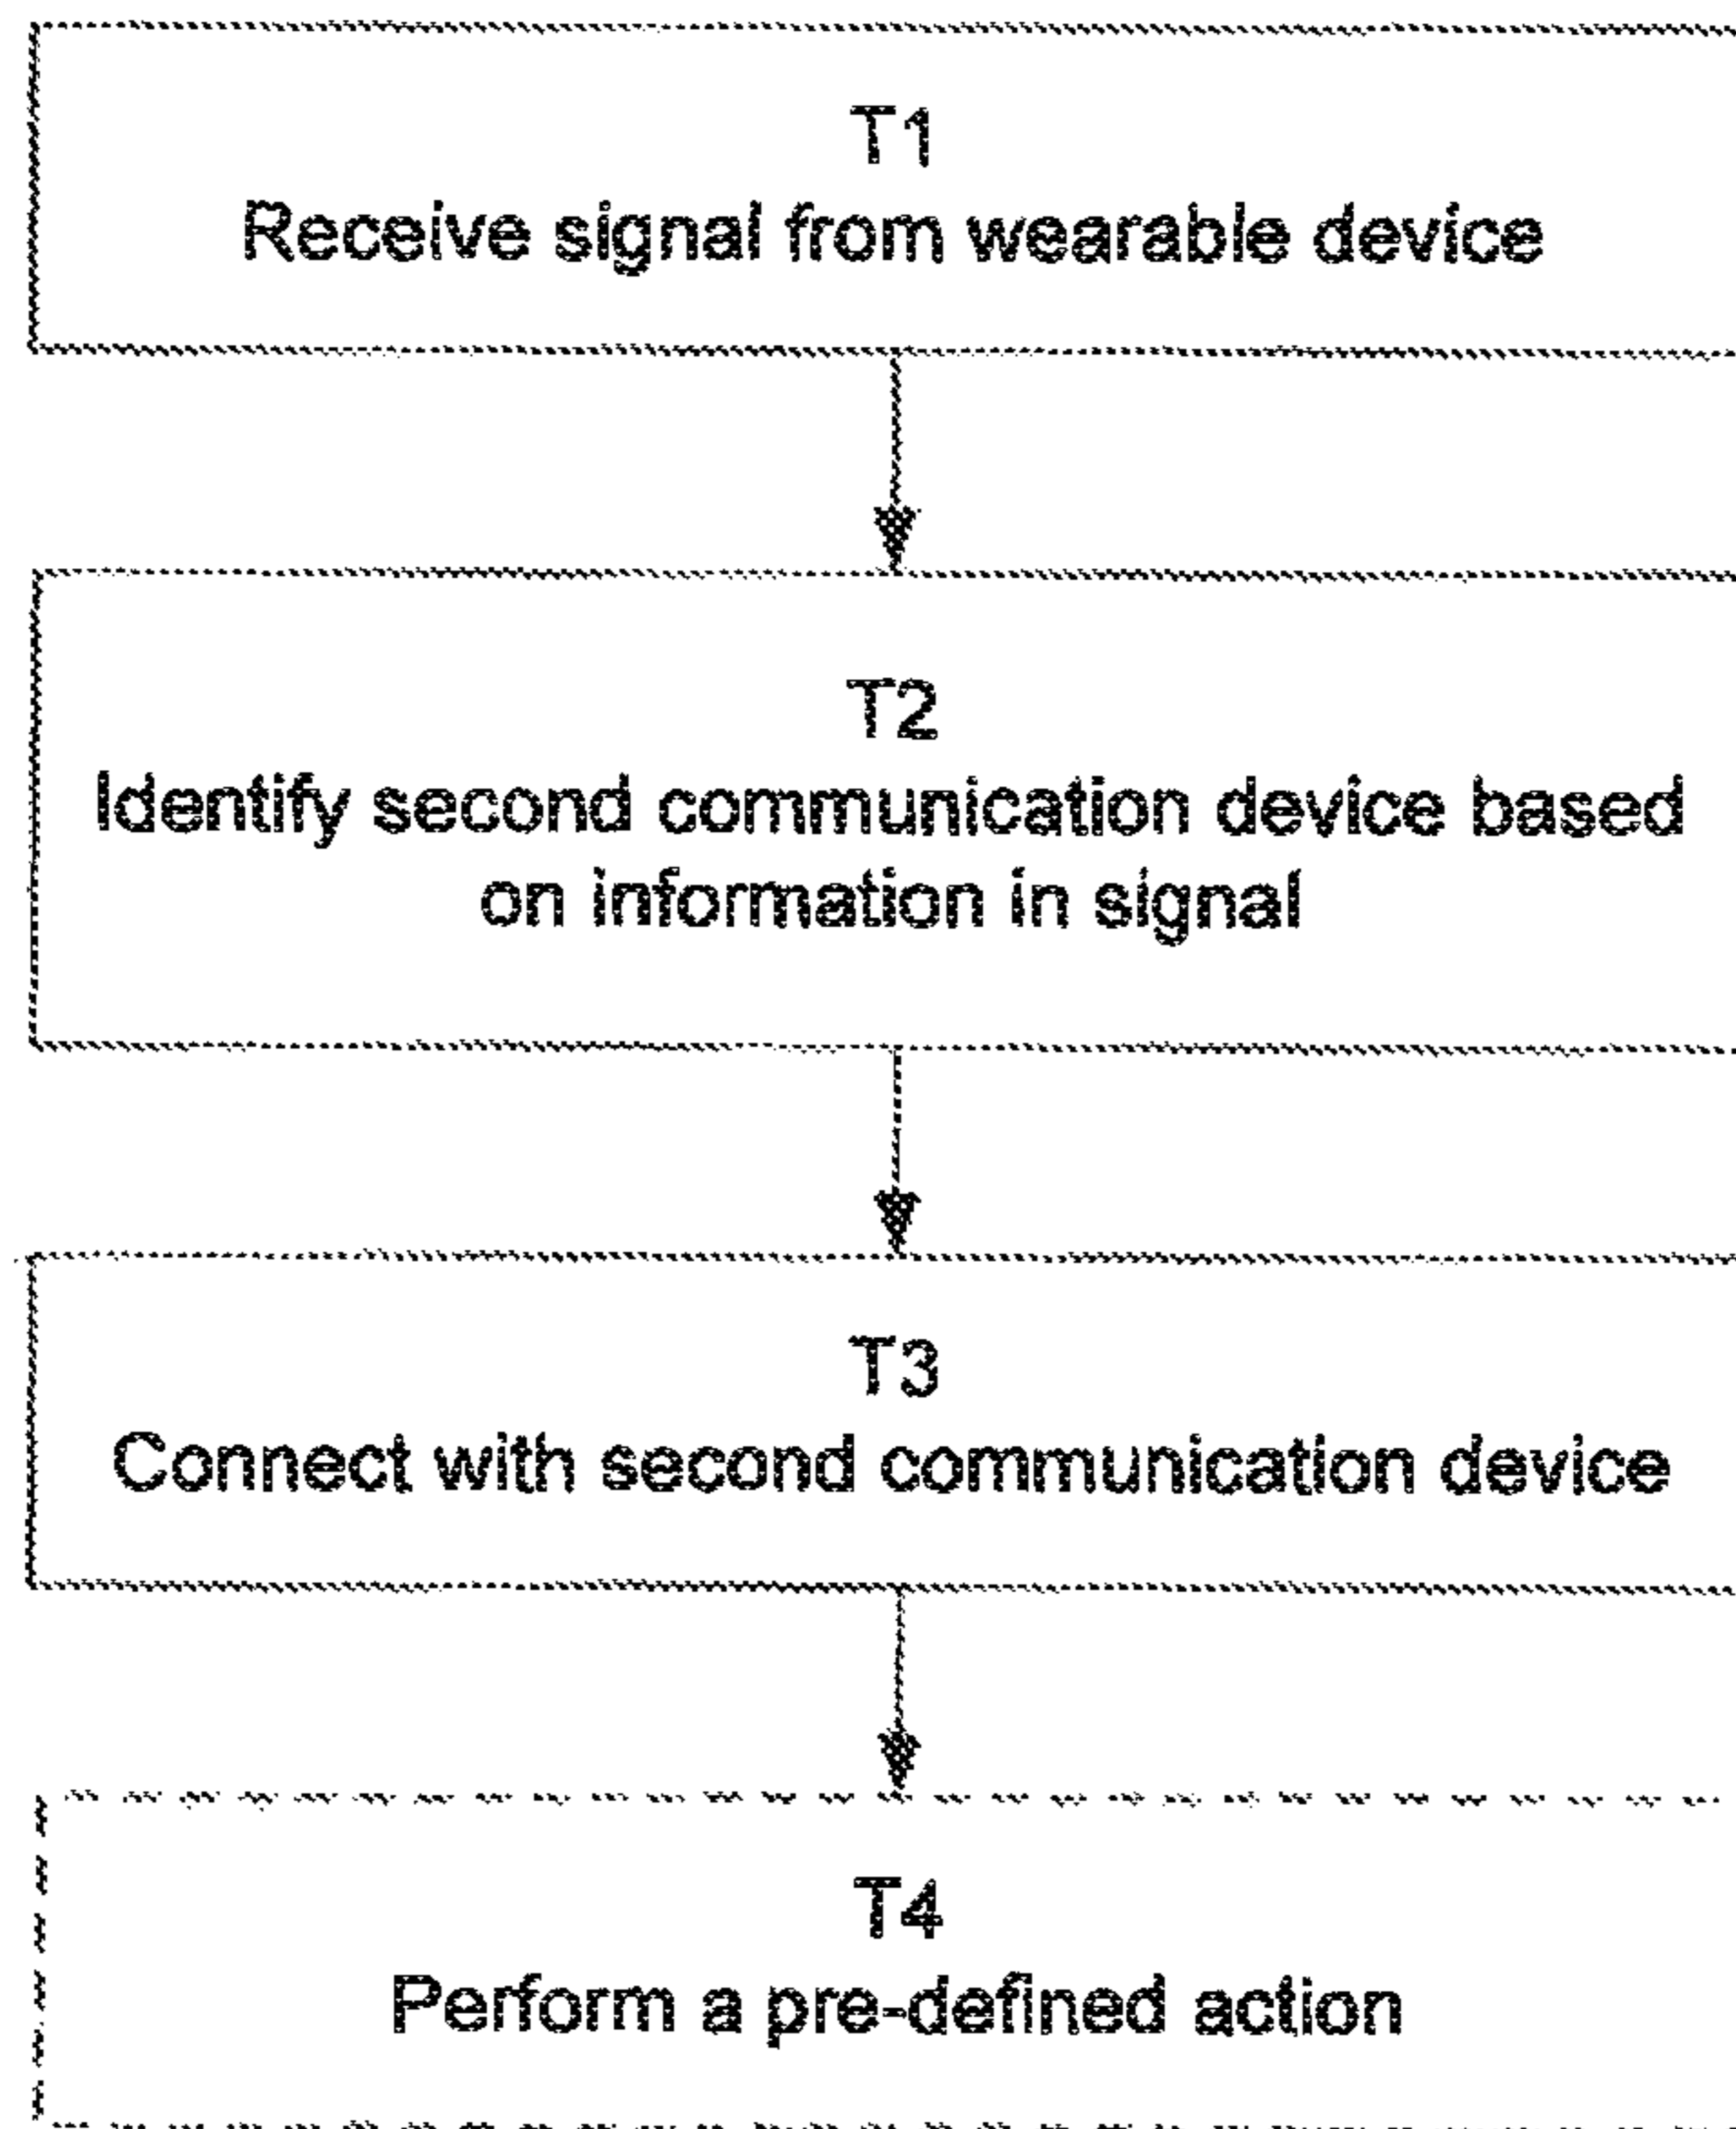 T1
Receive signal from wearable device
T2
Identify second communication device based
on information in signal
T3
Connect with second communication device
T4
Perform a pre-defined action